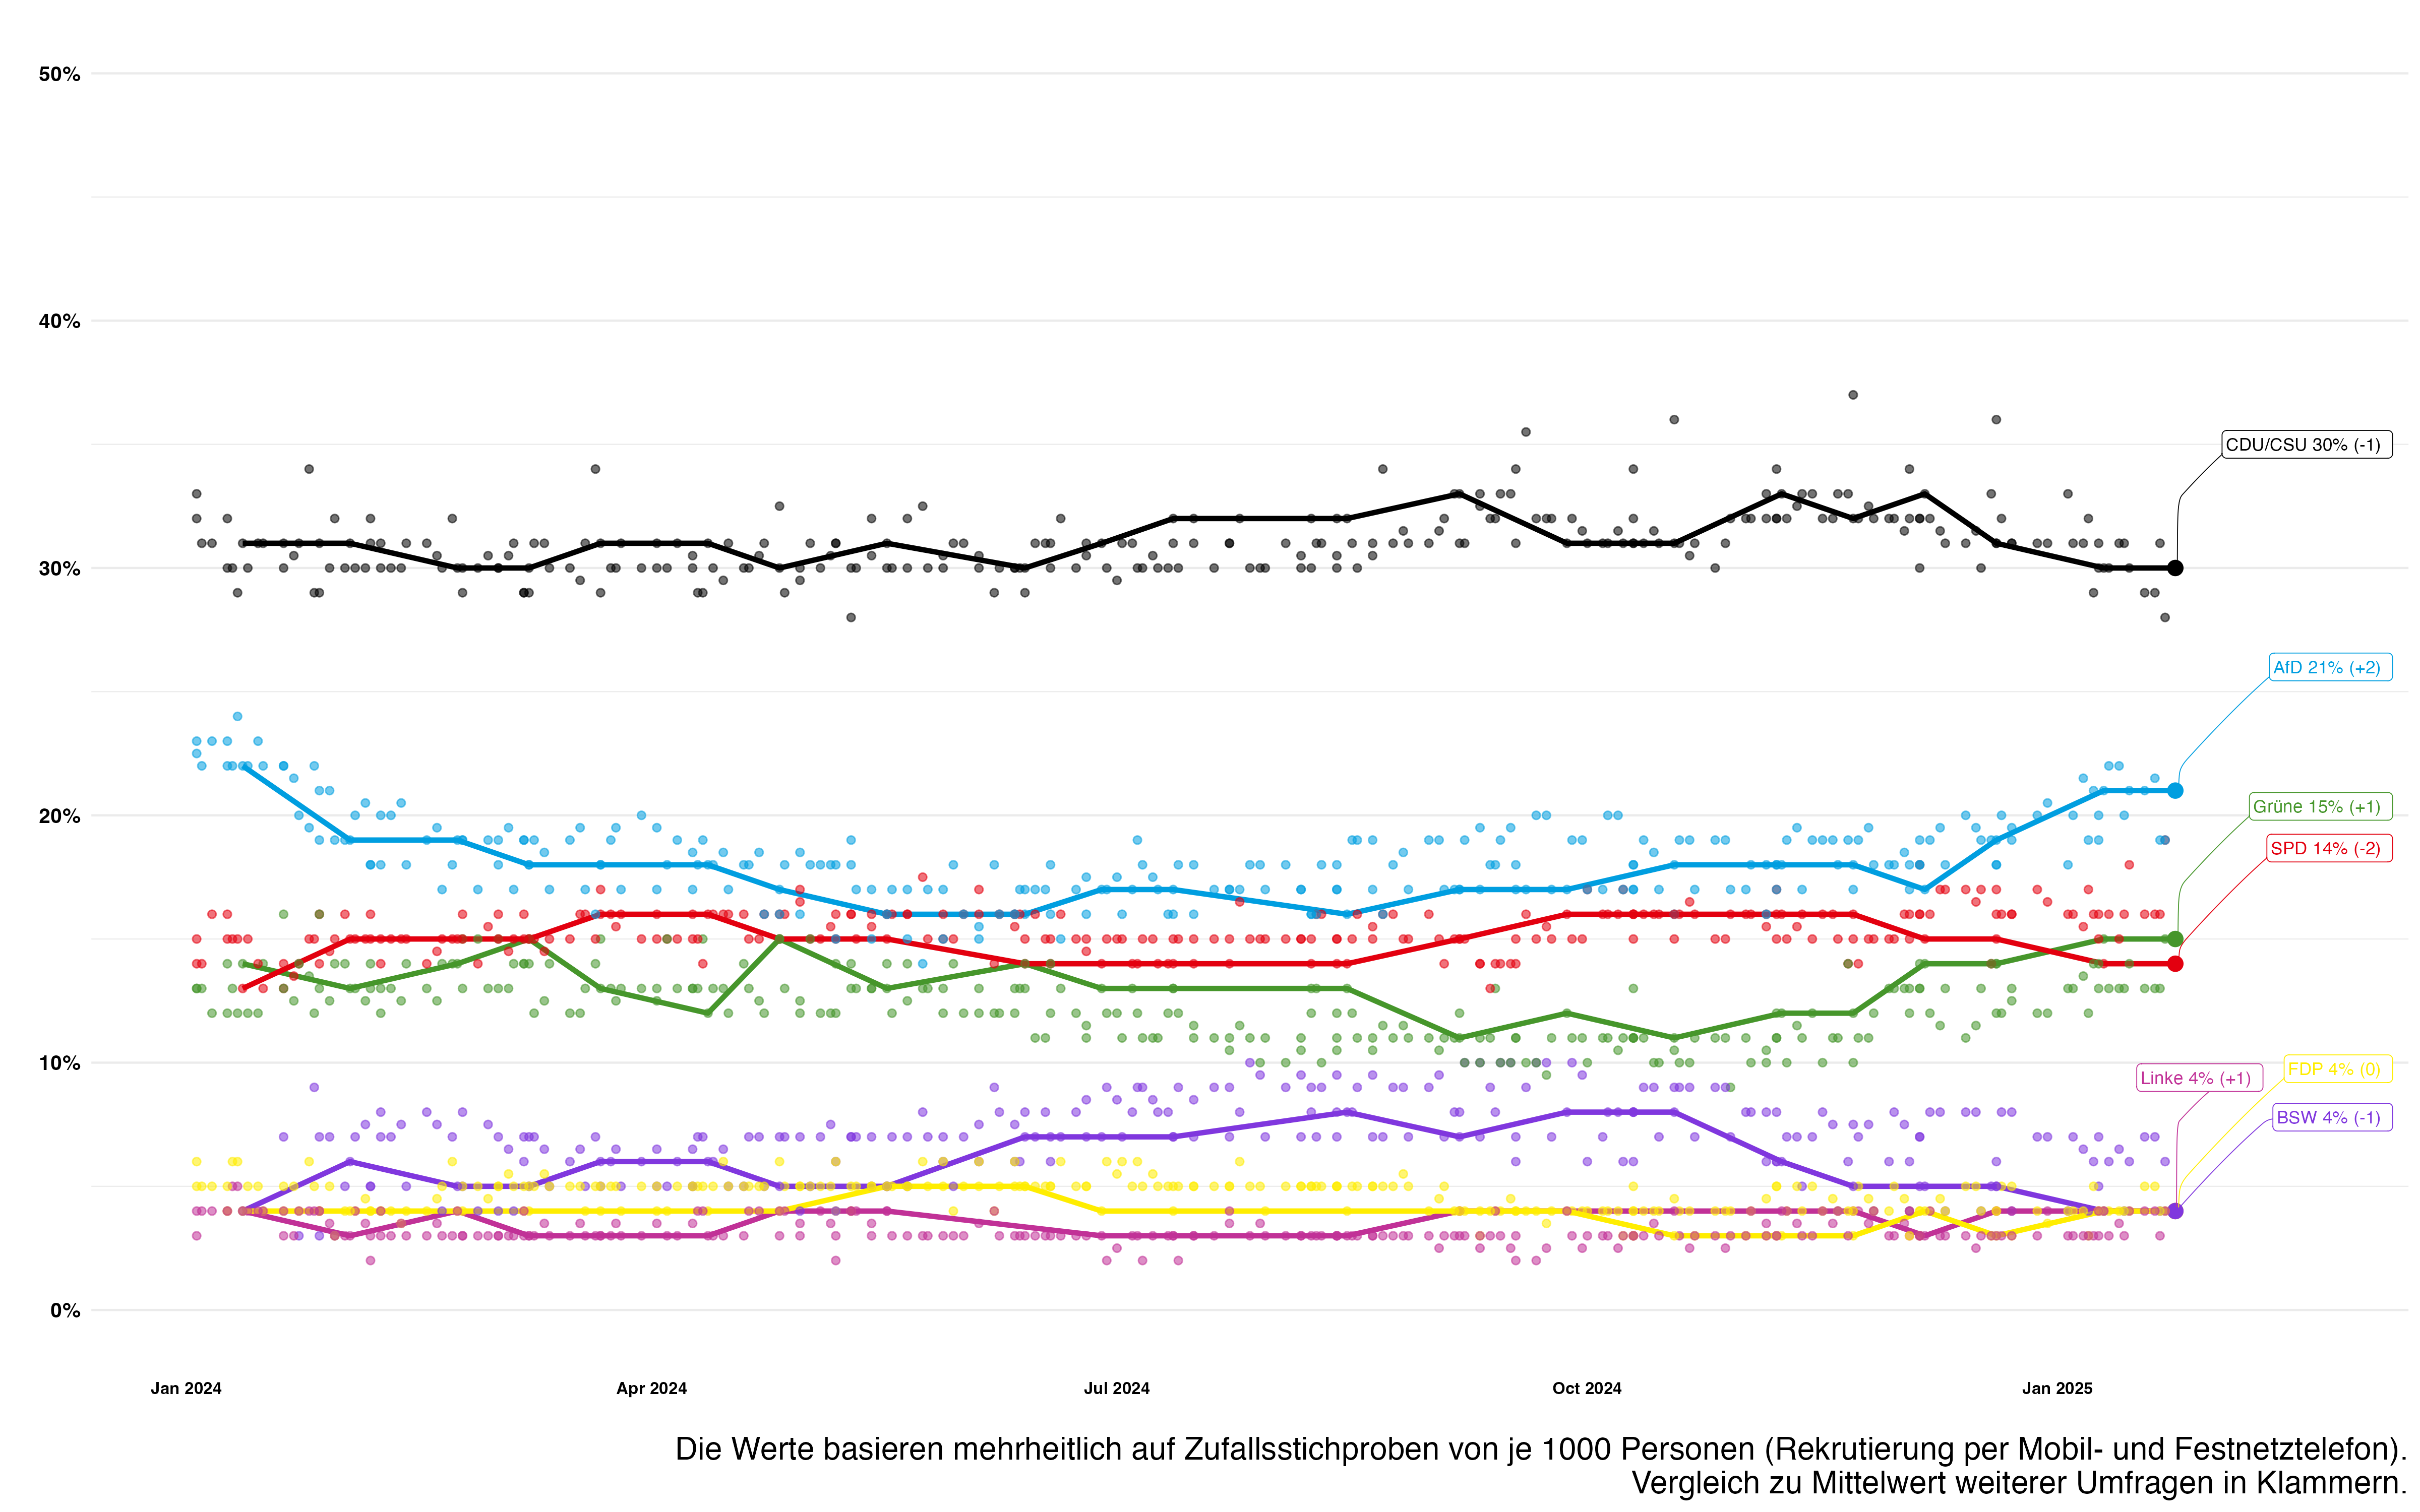 50%
40%
30%
20%
10%
0%
CDU/CSU 30% (-1)
AfD 21% (+2)
Grüne 15% (+1)
SPD 14% (-2)
FDP 4% (0)
Linke 4% (+1)
BSW 4% (-1)
Jan 2024
Apr 2024
Jul 2024
Oct 2024
Jan 2025
Die Werte basieren mehrheitlich auf Zufallsstichproben von je 1000 Personen (Rekrutierung per Mobil- und Festnetztelefon).
Vergleich zu Mittelwert weiterer Umfragen in Klammern.